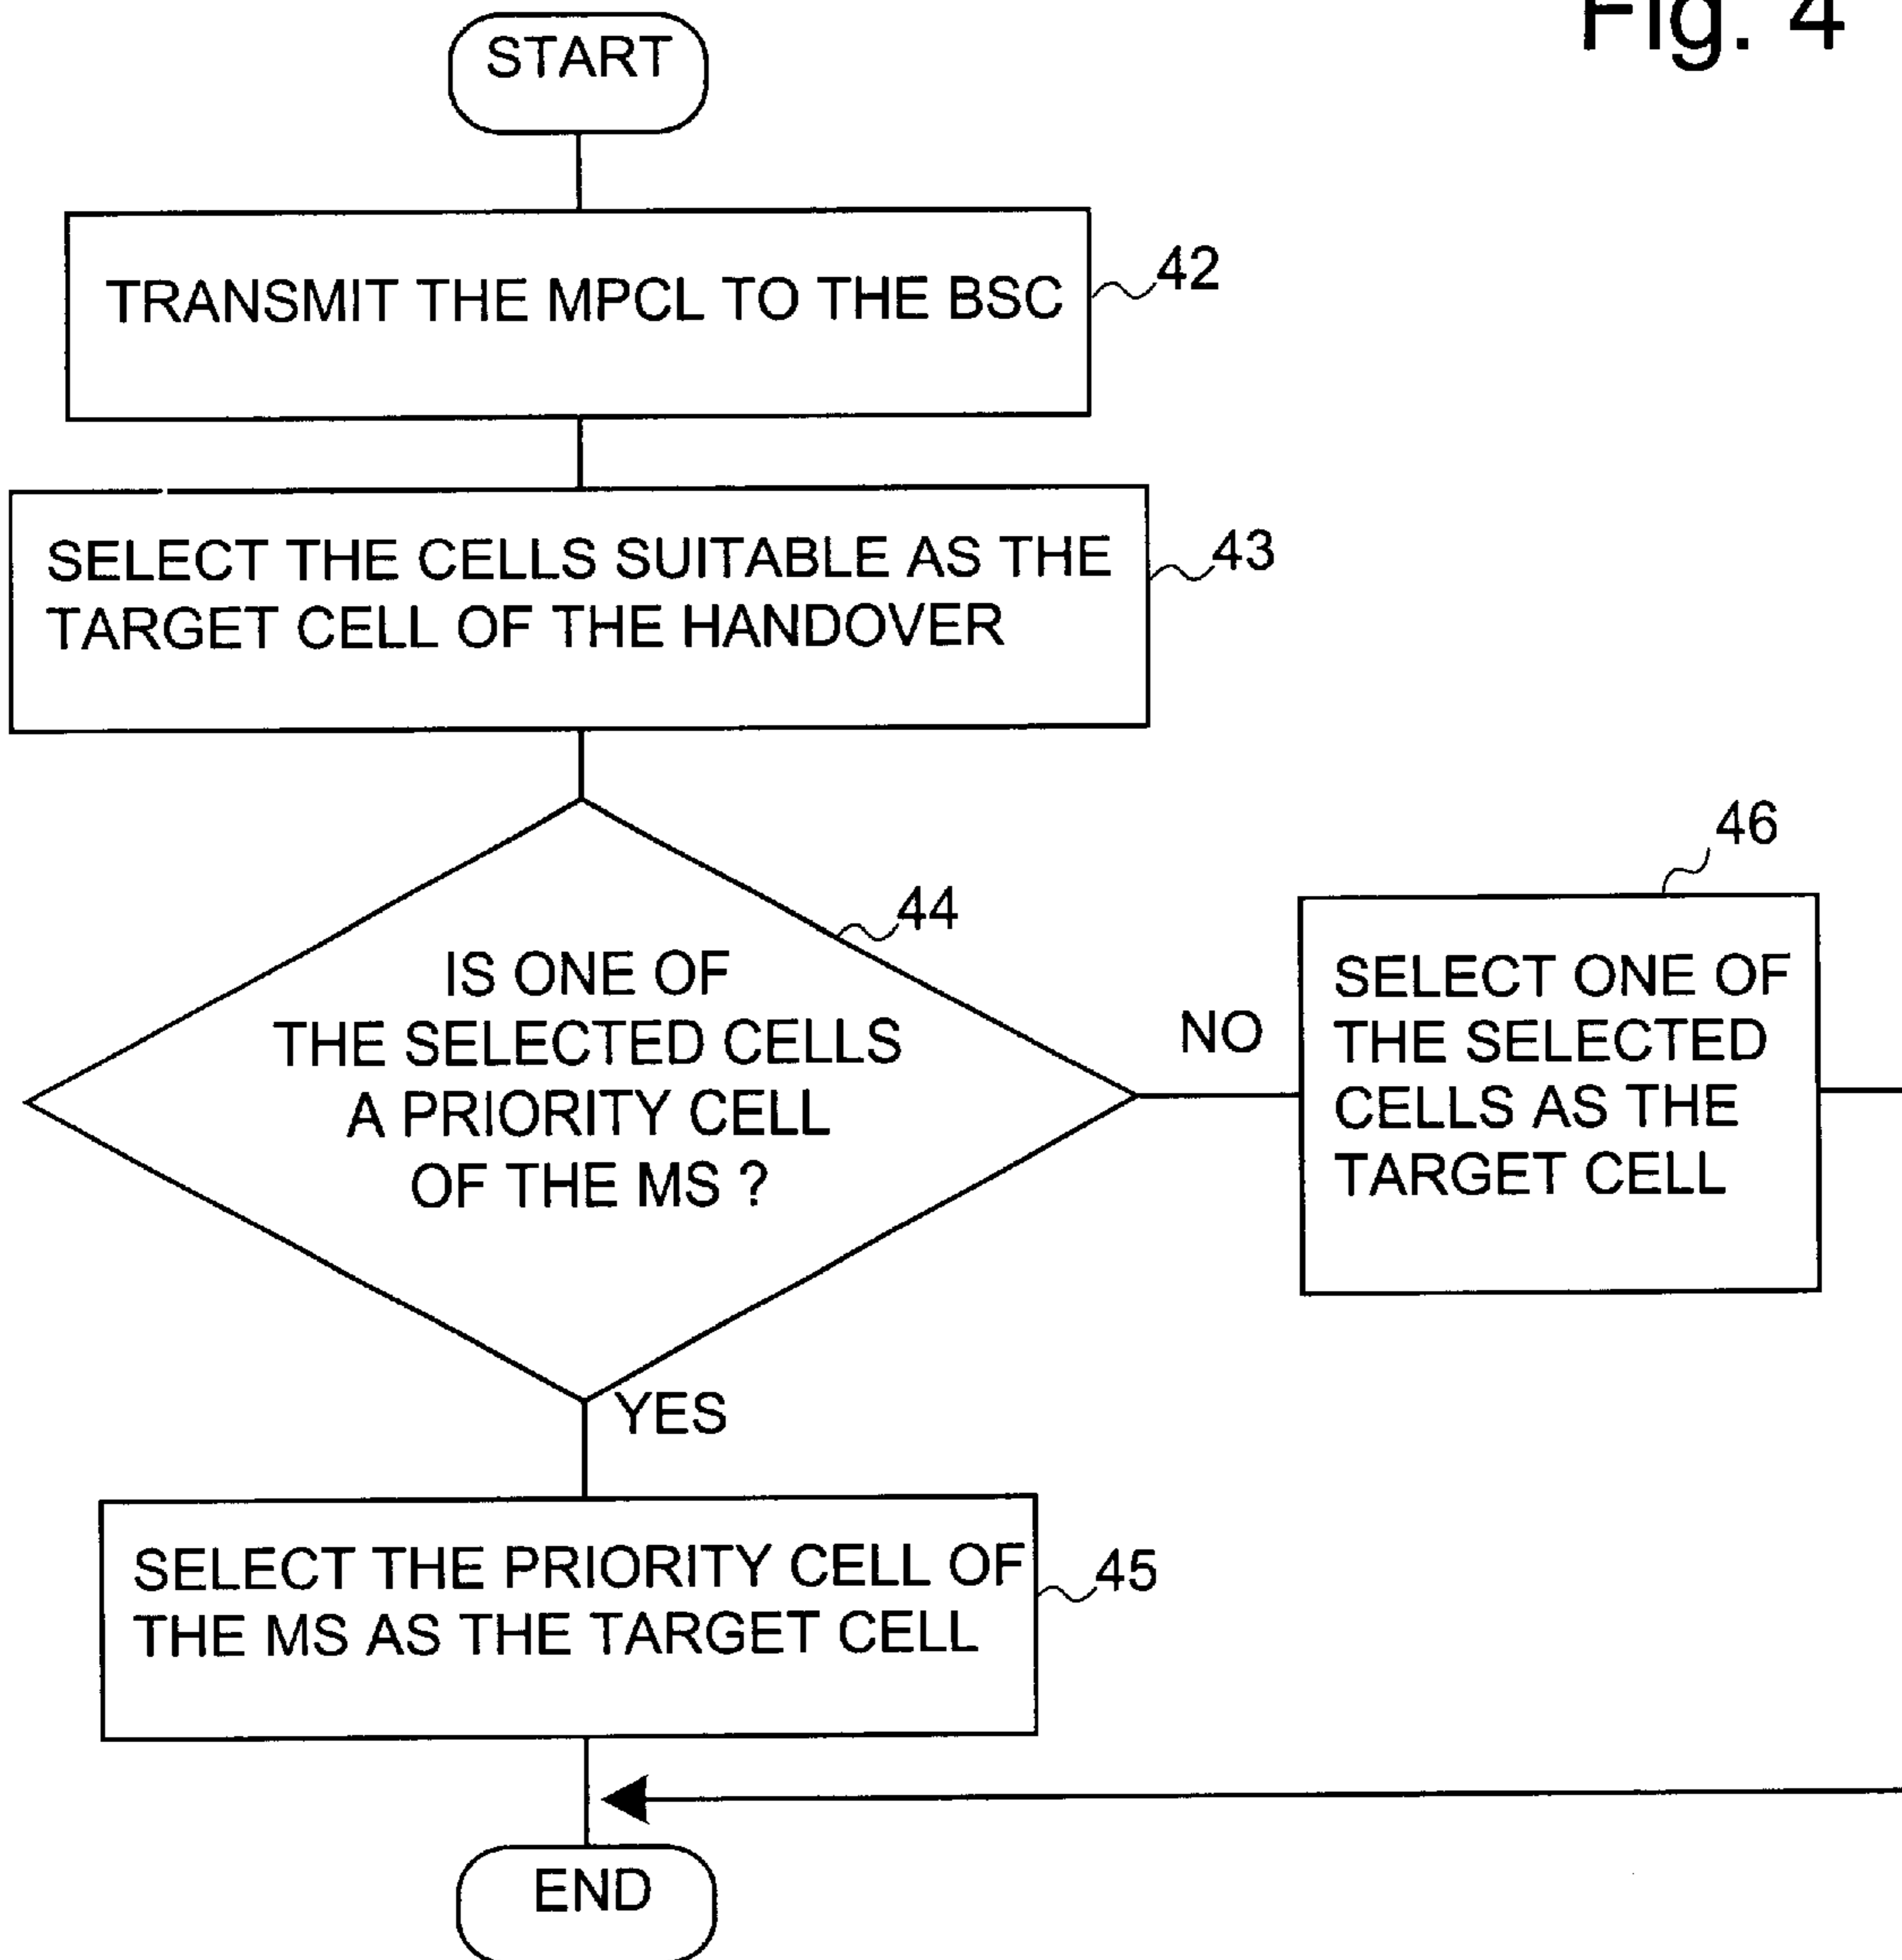 Fig. 4
START
TRANSMIT THE MPCL TO THE BSC
42
SELECT THE CELLS SUITABLE AS THE
TARGET CELL OF THE HANDOVER
43
44
IS ONE OF
THE SELECTED CELLS
A PRIORITY CELL
OF THE MS ?
NO
46
SELECT ONE OF
THE SELECTED
CELLS AS THE
TARGET CELL
YES
SELECT THE PRIORITY CELL OF
THE MS AS THE TARGET CELL
45
END